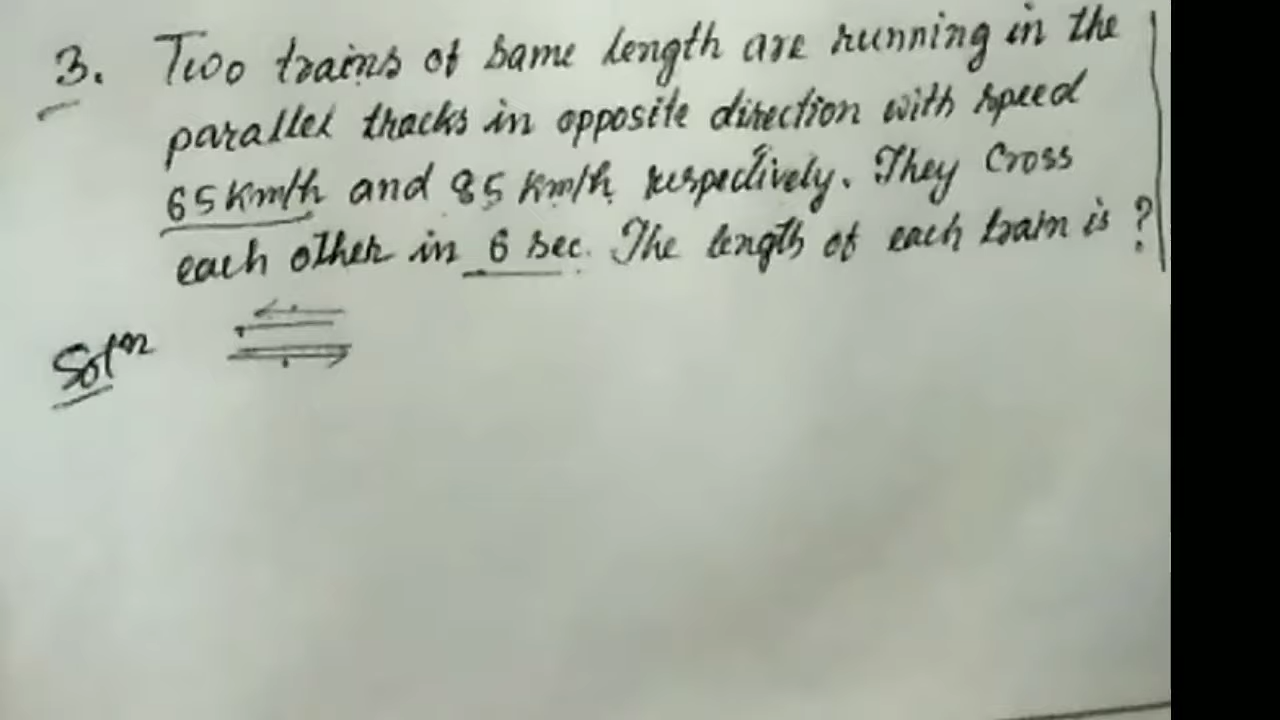 3. Two trains of same length are running in the
parallel tracks in opposite direction with speed
65 Km/h and 85 Km/h respectively. They Cross
each other in 6 sec. The length of each train is ?
Solⁿ